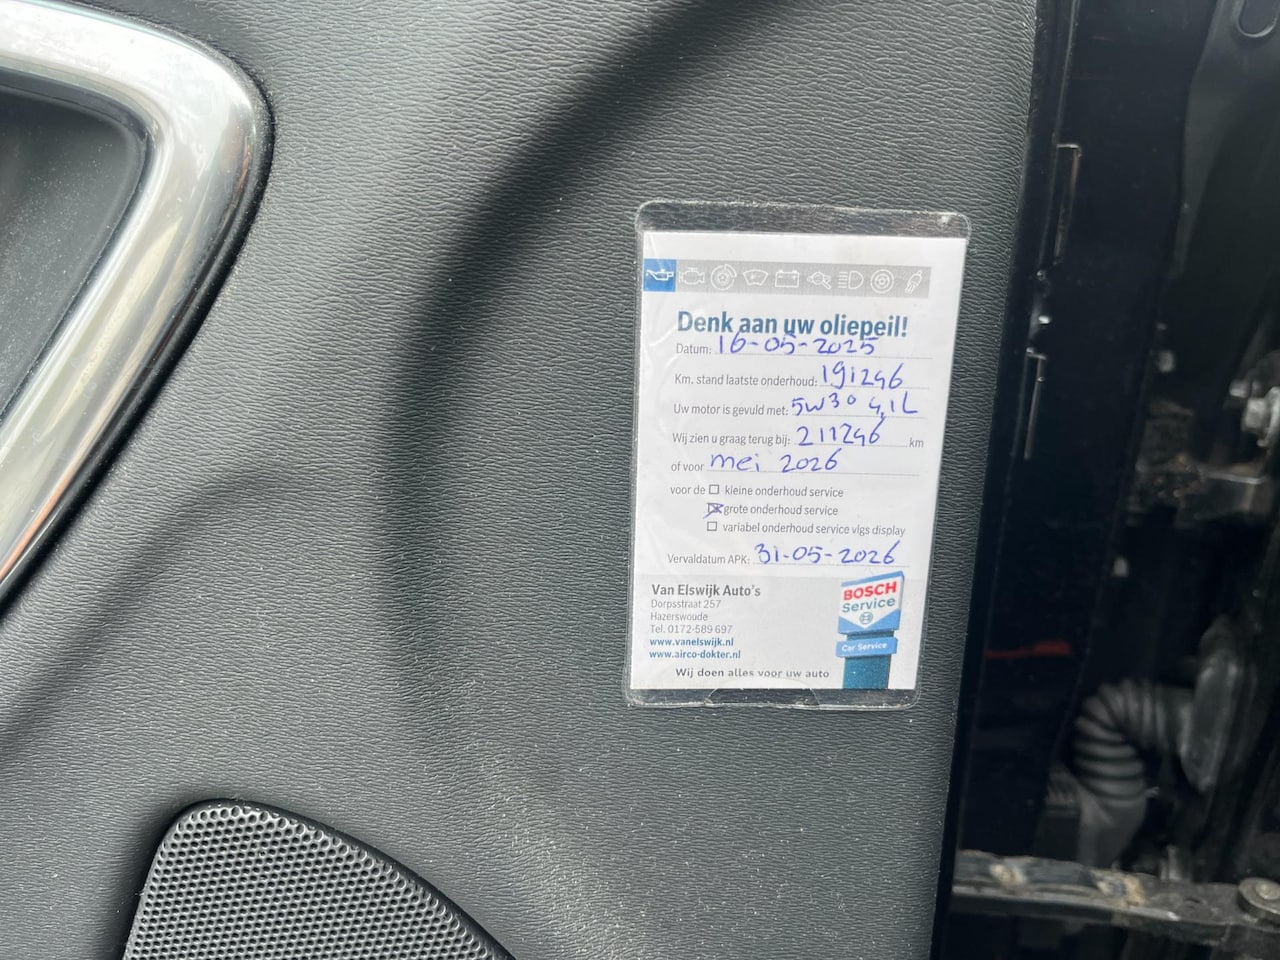 Denk aan uw oliepeil!
Datum: 16-05-2025
Km. stand laatste onderhoud: 191246
Uw motor is gevuld met: 5W30 4,1L
Wij zien u graag terug bij: 211246 km
of voor mei 2026
voor de kleine onderhoud service
grote onderhoud service
variabel onderhoud service vlgs display
Vervaldatum APK: 31-05-2026
Van Elswijk Auto's
Dorpsstraat 257
Hazerswoude
Tel. 0172-589 697
www.vanelswijk.nl
www.airco-dokter.nl
Wij doen alles voor uw auto
BOSCH
Service
Car Service